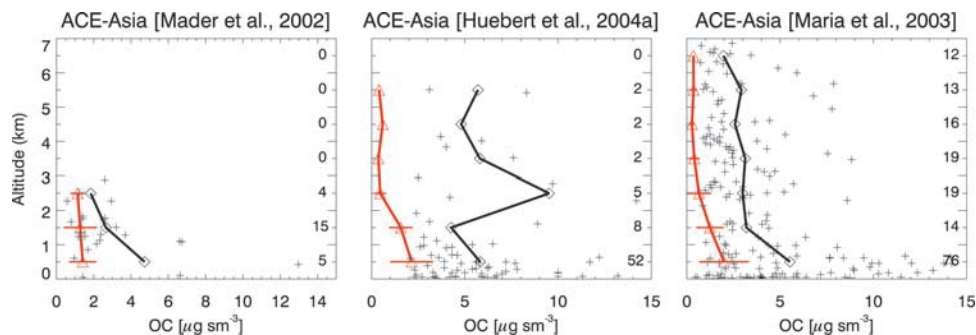 ACE-Asia [Mader et al., 2002]
ACE-Asia [Huebert et al., 2004a]
ACE-Asia [Maria et al., 2003]
Altitude (km)
7
6
5
4
3
2
1
0
0
0
0
0
4
15
5
0
2
2
2
5
8
52
12
13
16
19
19
14
76
0 2 4 6 8 10 12 14
0 5 10 15
0 5 10 15
OC [μg sm⁻³]
OC [μg sm⁻³]
OC [μg sm⁻³]